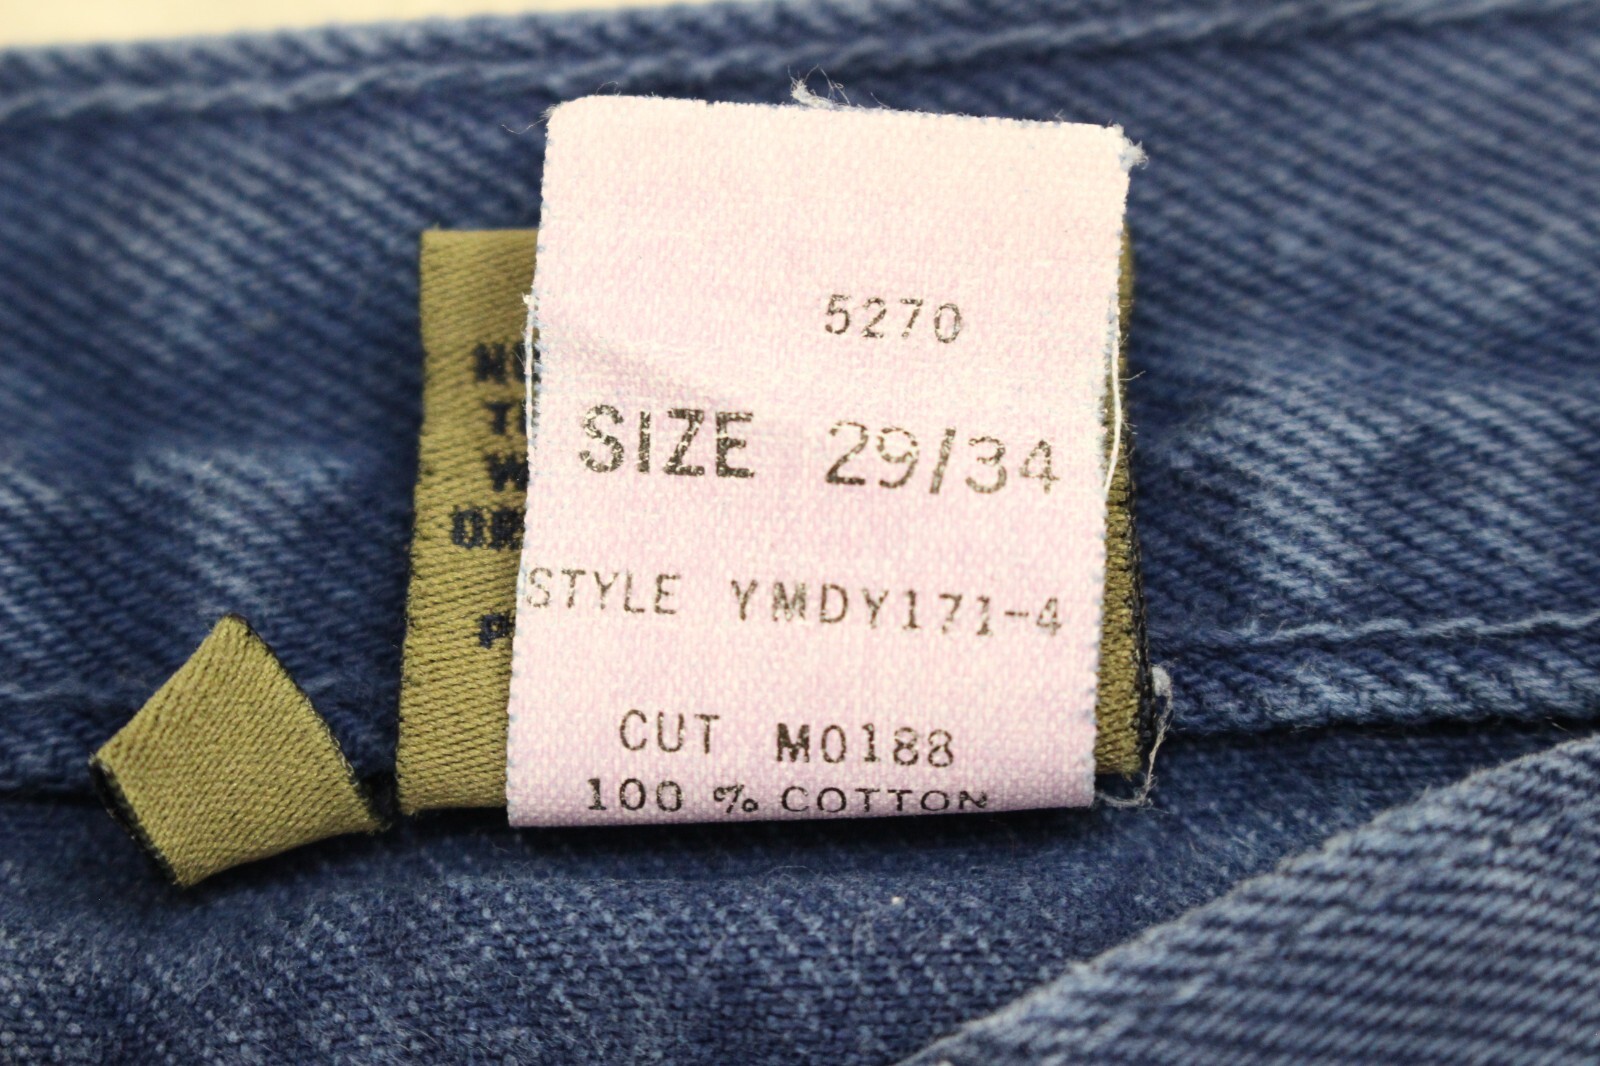 5270
SIZE 29/34
STYLE YMDY171-4
CUT M0188
100 % COTTON